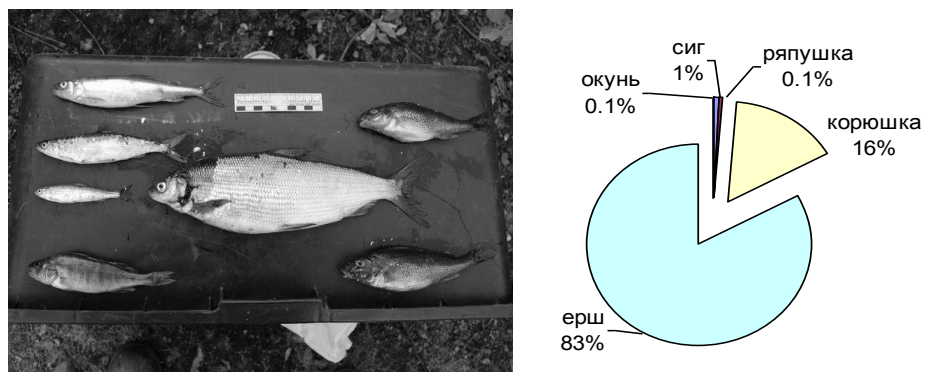 сиг
1%
ряпушка
0.1%
окунь
0.1%
корюшка
16%
ерш
83%